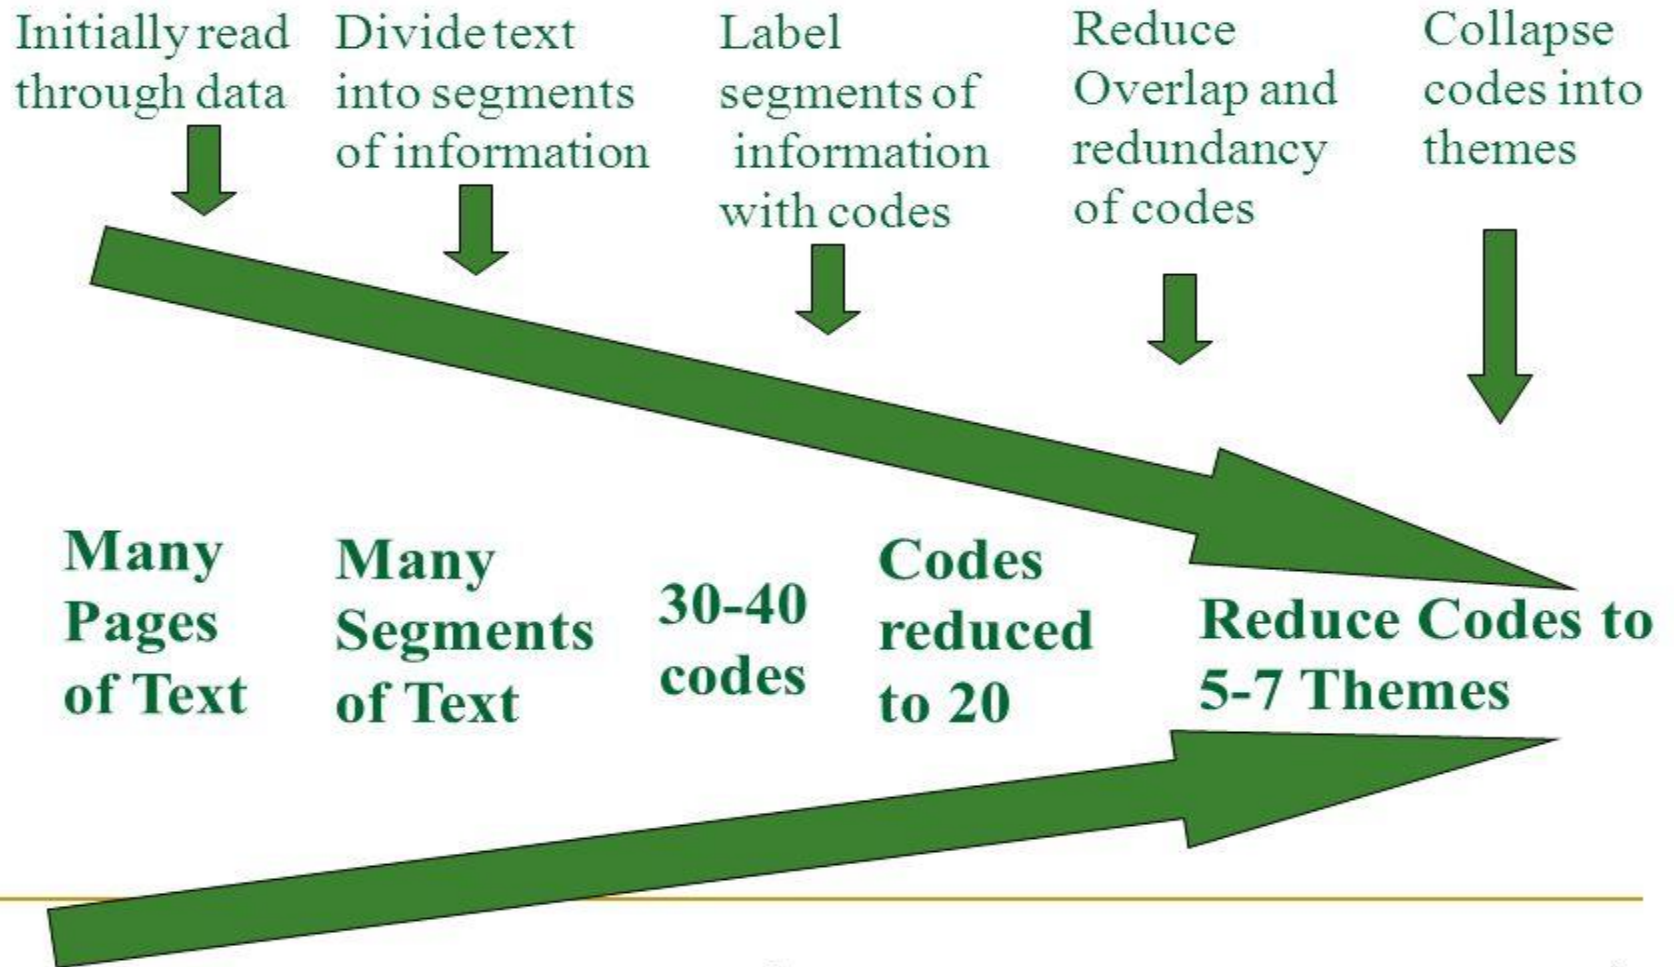 Initially read
through data
Divide text
into segments
of information
Label
segments of
information
with codes
Reduce
Overlap and
redundancy
of codes
Collapse
codes into
themes
Many
Pages
of Text
Many
Segments
of Text
30-40
codes
Codes
reduced
to 20
Reduce Codes to
5-7 Themes